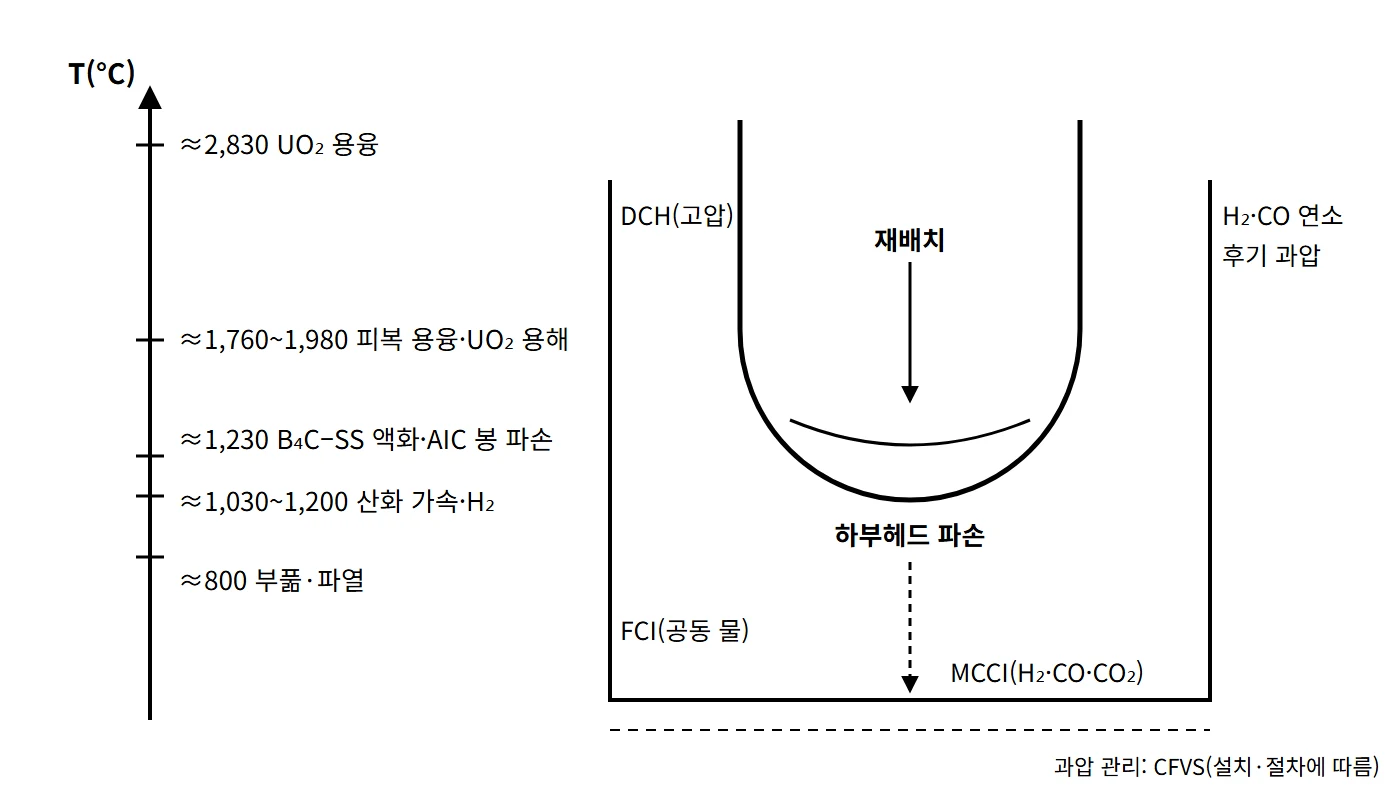 T(°C)
≈2,830 UO₂ 용융
≈1,760~1,980 피복 용융·UO₂ 용해
≈1,230 B₄C–SS 액화·AIC 봉 파손
≈1,030~1,200 산화 가속·H₂
≈800 부풂·파열
DCH(고압)
재배치
H₂·CO 연소
후기 과압
하부헤드 파손
FCI(공동 물)
MCCI(H₂·CO·CO₂)
과압 관리: CFVS(설치·절차에 따름)